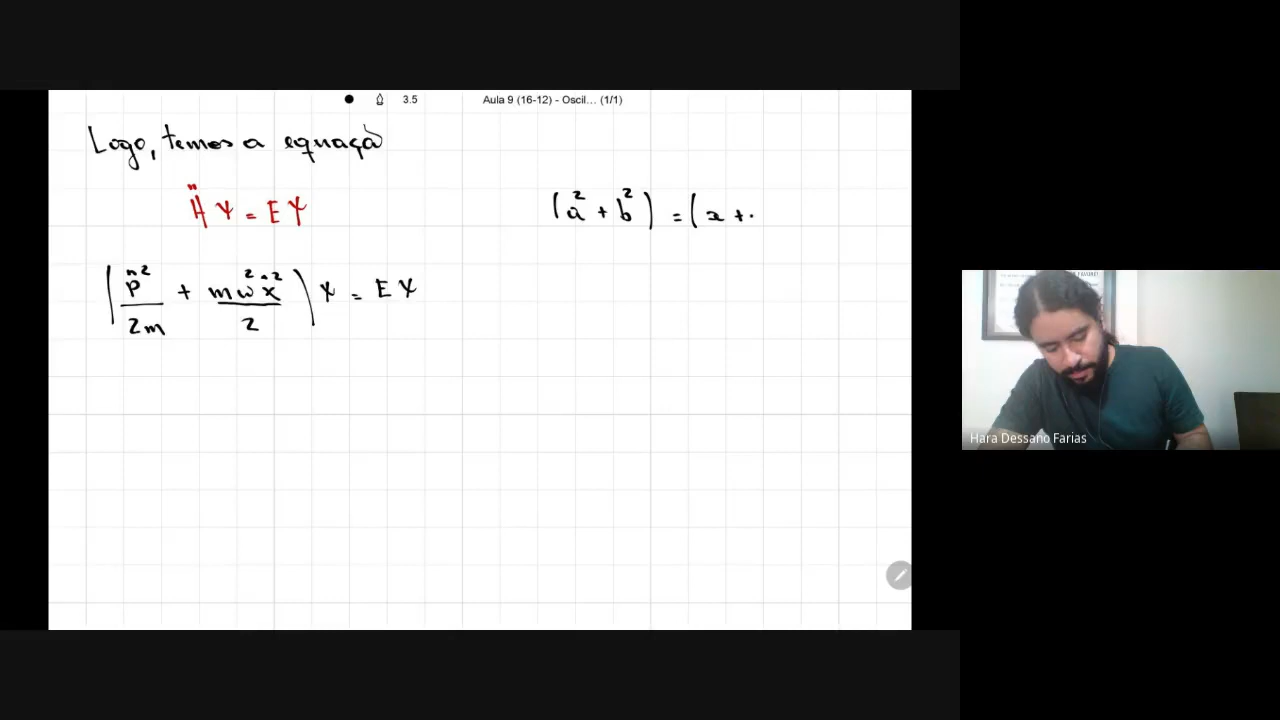 3.5 Aula 9 (16-12) - Oscil... (1/1)
Logo, temos a equação
Ĥ Ψ = E Ψ
(p̂²/2m + mω²x̂²/2) Ψ = E Ψ
(a² + b²) = (a + .
Hara Dessano Farias